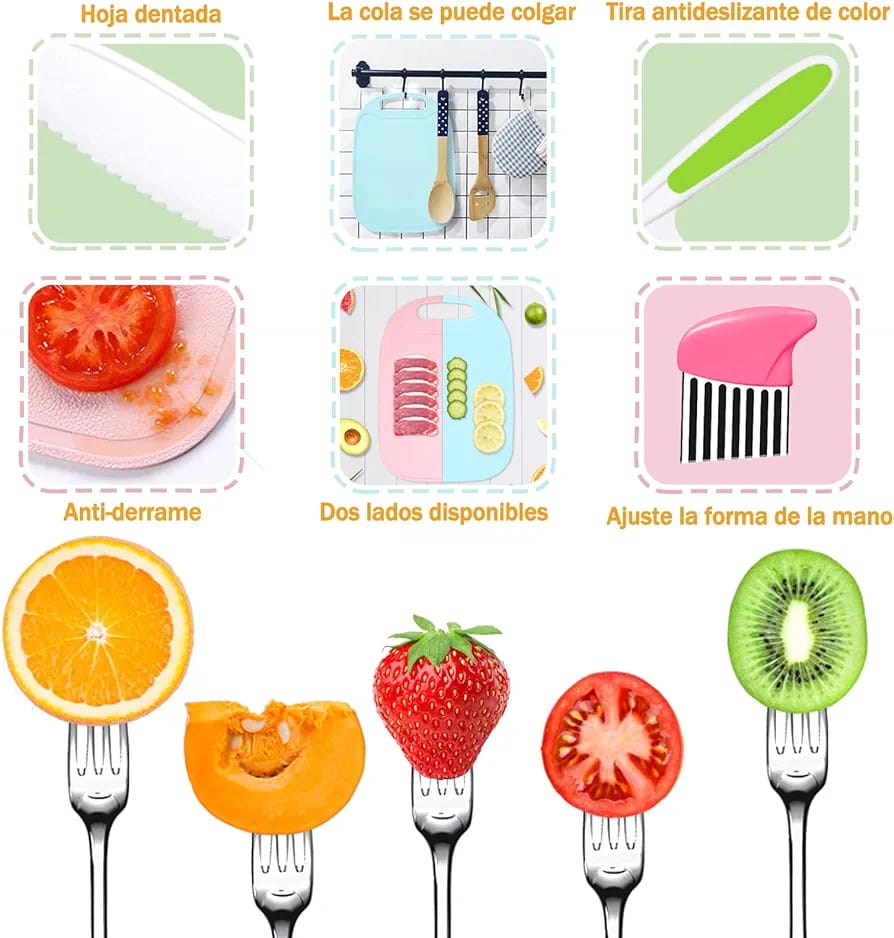 Hoja dentada
La cola se puede colgar
Tira antideslizante de color
Anti-derrame
Dos lados disponibles
Ajuste la forma de la mano